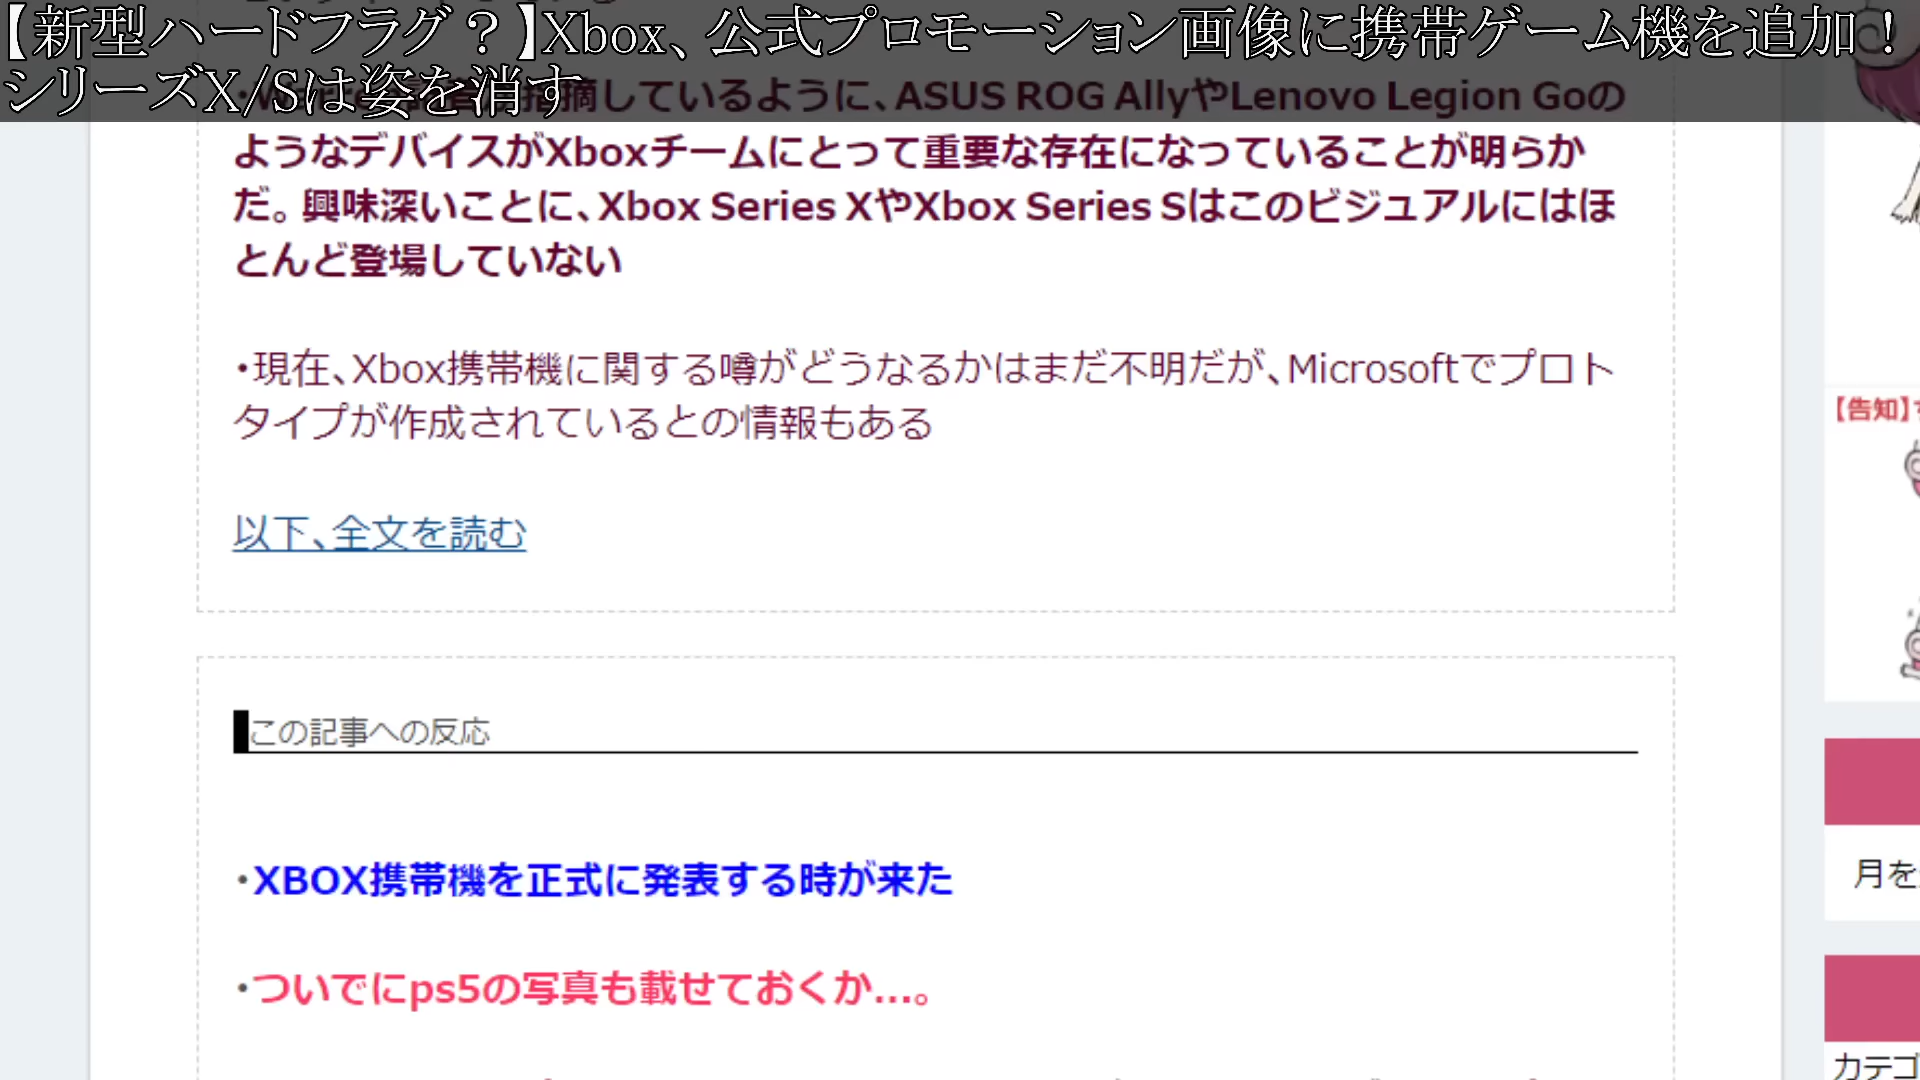 【新型ハードフラグ？】Xbox、公式プロモーション画像に携帯ゲーム機を追加！
シリーズX/Sは姿を消す
摘しているように、ASUS ROG AllyやLenovo Legion Goの
ようなデバイスがXboxチームにとって重要な存在になっていることが明らか
だ。興味深いことに、Xbox Series XやXbox Series Sはこのビジュアルにはほ
とんど登場していない
・現在、Xbox携帯機に関する噂がどうなるかはまだ不明だが、Microsoftでプロト
タイプが作成されているとの情報もある
以下、全文を読む
この記事への反応
・XBOX携帯機を正式に発表する時が来た
・ついでにps5の写真も載せておくか…。
【告知】
月を
カテゴ